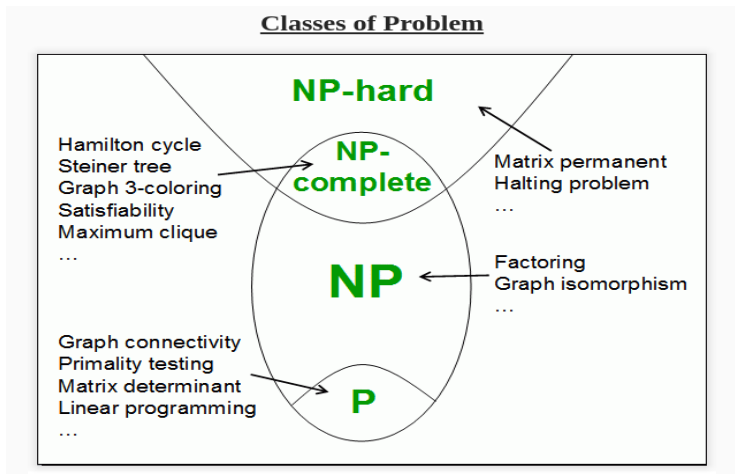 Classes of Problem
NP-hard
Hamilton cycle
Steiner tree
Graph 3-coloring
Satisfiability
Maximum clique
…
NP-
complete
Matrix permanent
Halting problem
…
NP
Factoring
Graph isomorphism
…
Graph connectivity
Primality testing
Matrix determinant
Linear programming
…
P